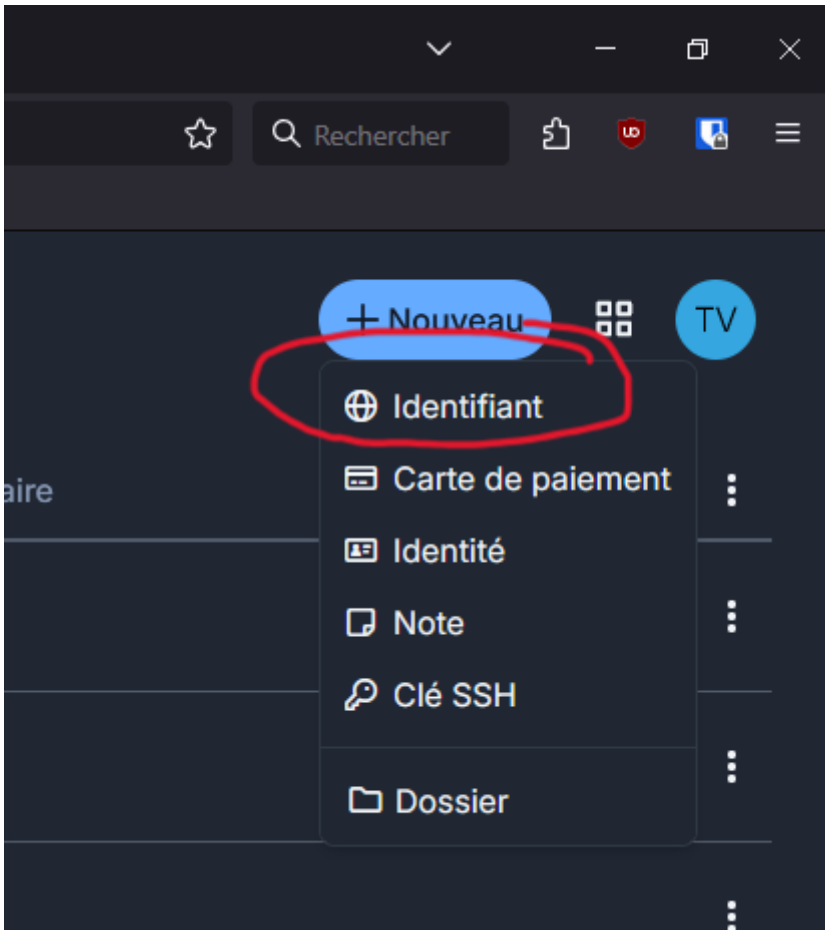 Rechercher
Nouveau
TV
Identifiant
Carte de paiement
aire
Identité
Note
Clé SSH
Dossier